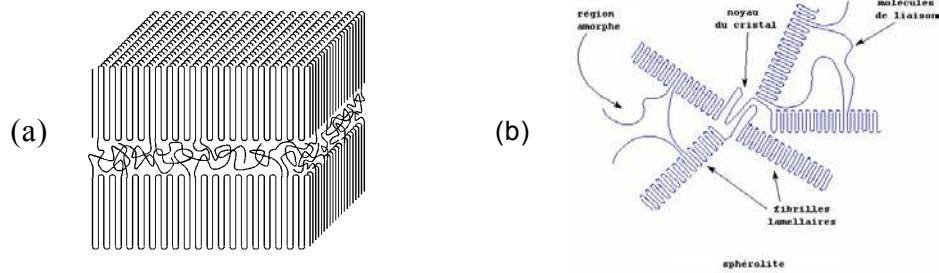 (a)
(b)
région
amorphe
noyau
du cristal
molécules
de liaison
fibrilles
lamellaires
sphérolite